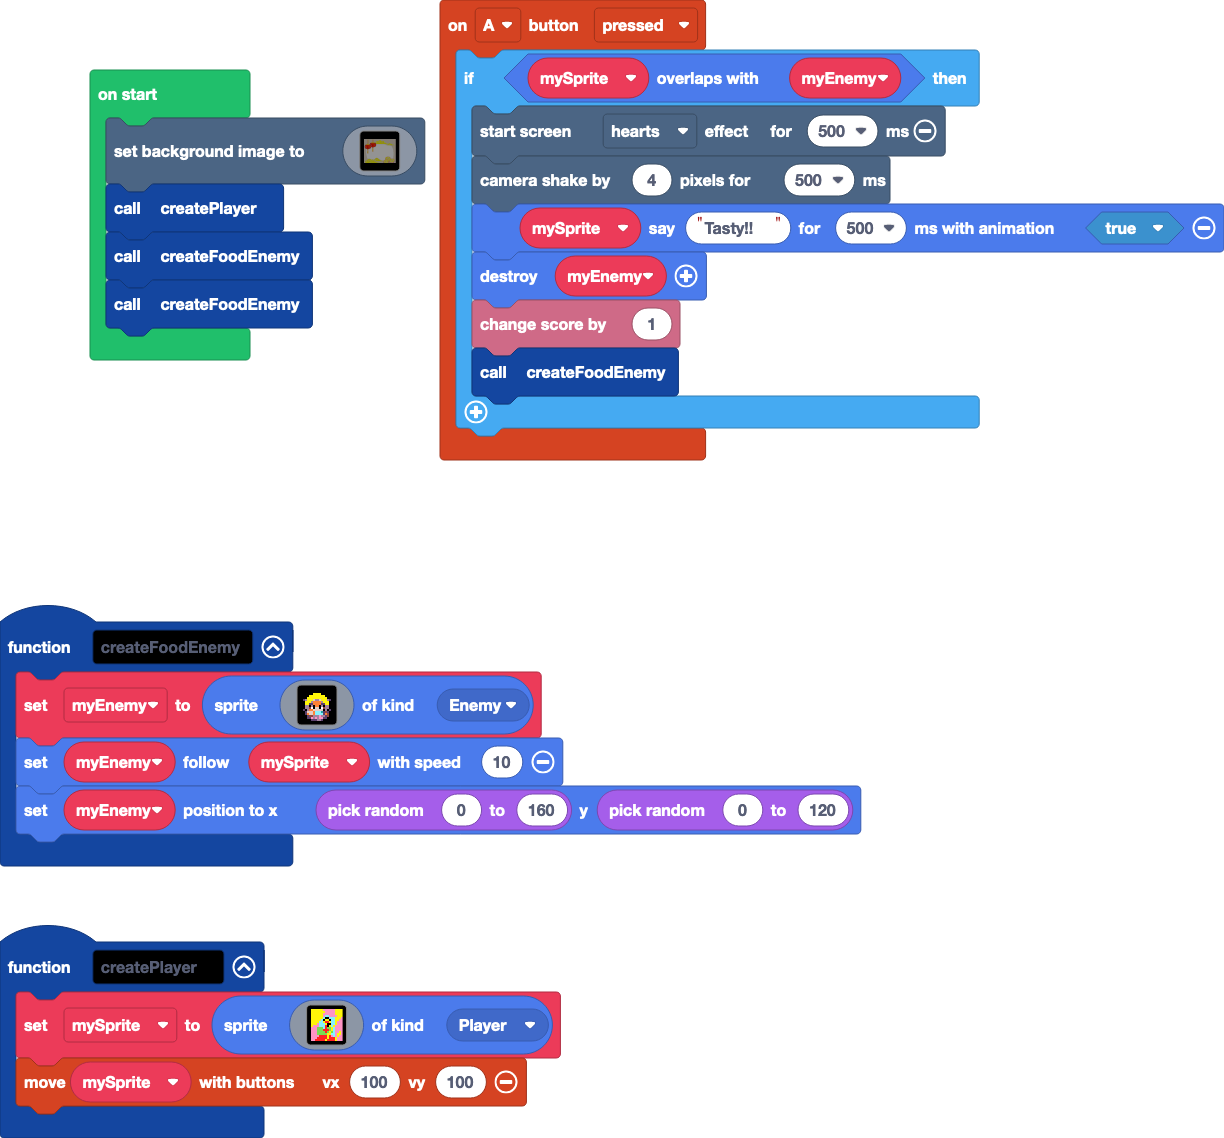 on start
set background image to
call createPlayer
call createFoodEnemy
call createFoodEnemy
on A button pressed
if mySprite overlaps with myEnemy then
start screen hearts effect for 500 ms
camera shake by 4 pixels for 500 ms
mySprite say "Tasty!!" for 500 ms with animation true
destroy myEnemy
change score by 1
call createFoodEnemy
function createFoodEnemy
set myEnemy to sprite of kind Enemy
set myEnemy follow mySprite with speed 10
set myEnemy position to x pick random 0 to 160 y pick random 0 to 120
function createPlayer
set mySprite to sprite of kind Player
move mySprite with buttons vx 100 vy 100